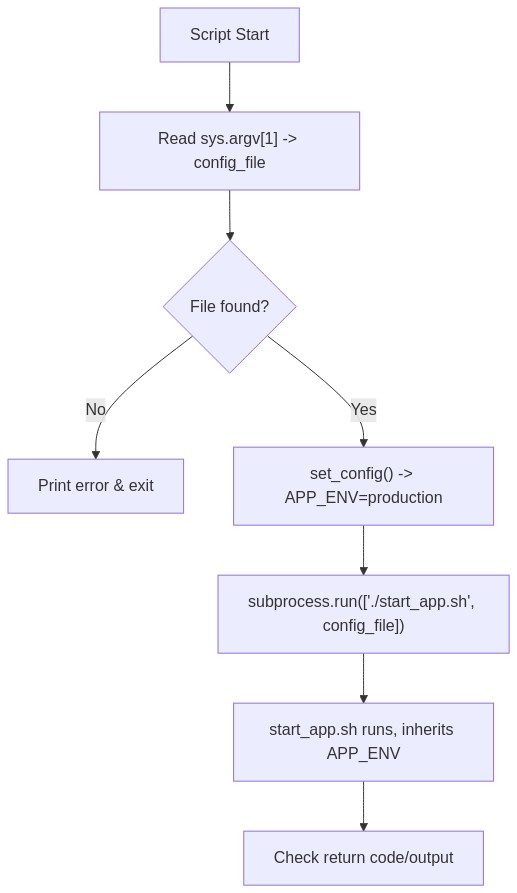 Script Start
Read sys.argv[1] ->
config_file
File found?
No
Yes
Print error & exit
set_config() ->
APP_ENV=production
subprocess.run(['./start_app.sh',
config_file])
start_app.sh runs, inherits
APP_ENV
Check return code/output